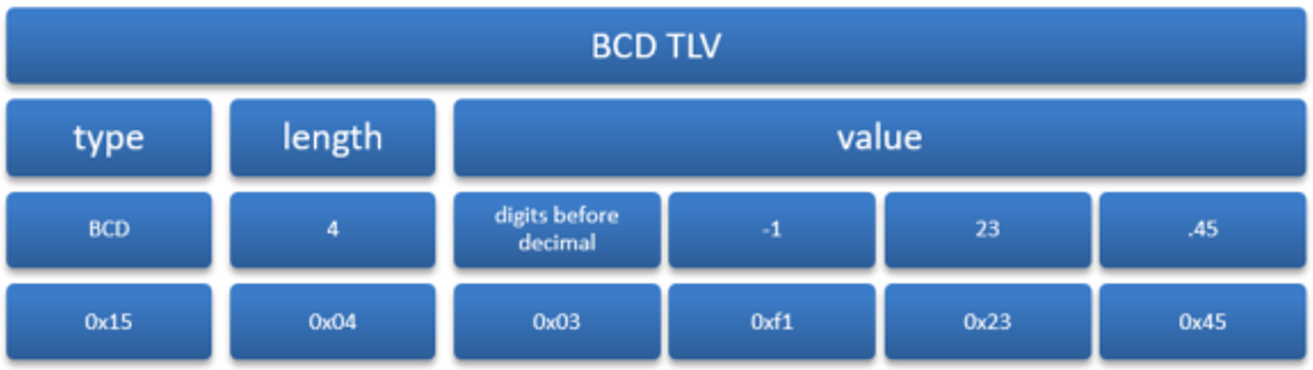 BCD TLV
type length value
BCD 4 digits before decimal -1 23 .45
0x15 0x04 0x03 0xf1 0x23 0x45